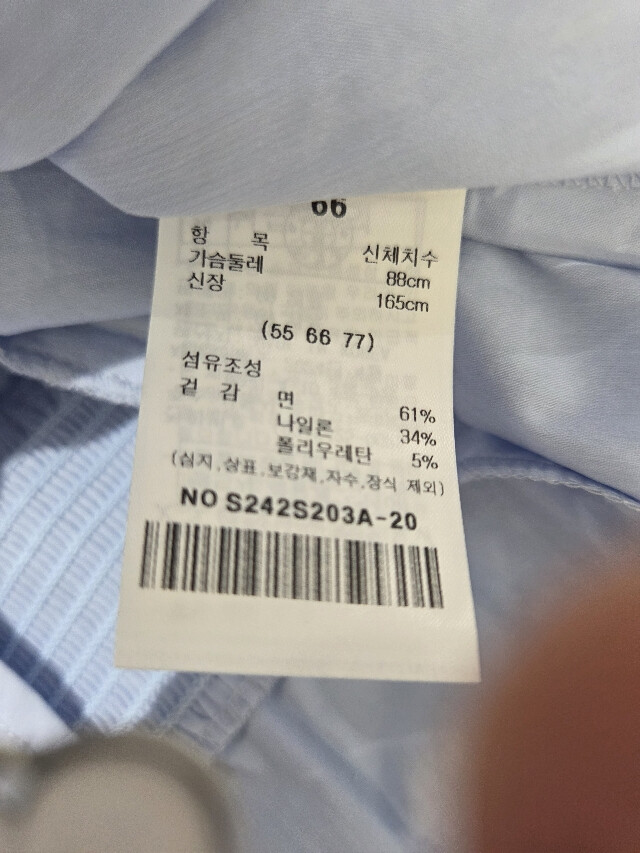 66
항 목 신체치수
가슴둘레 88cm
신장 165cm
(55 66 77)
섬유조성
겉 감 면 61%
나일론 34%
폴리우레탄 5%
(심지,상표,보강재,자수,장식 제외)
NO S242S203A-20